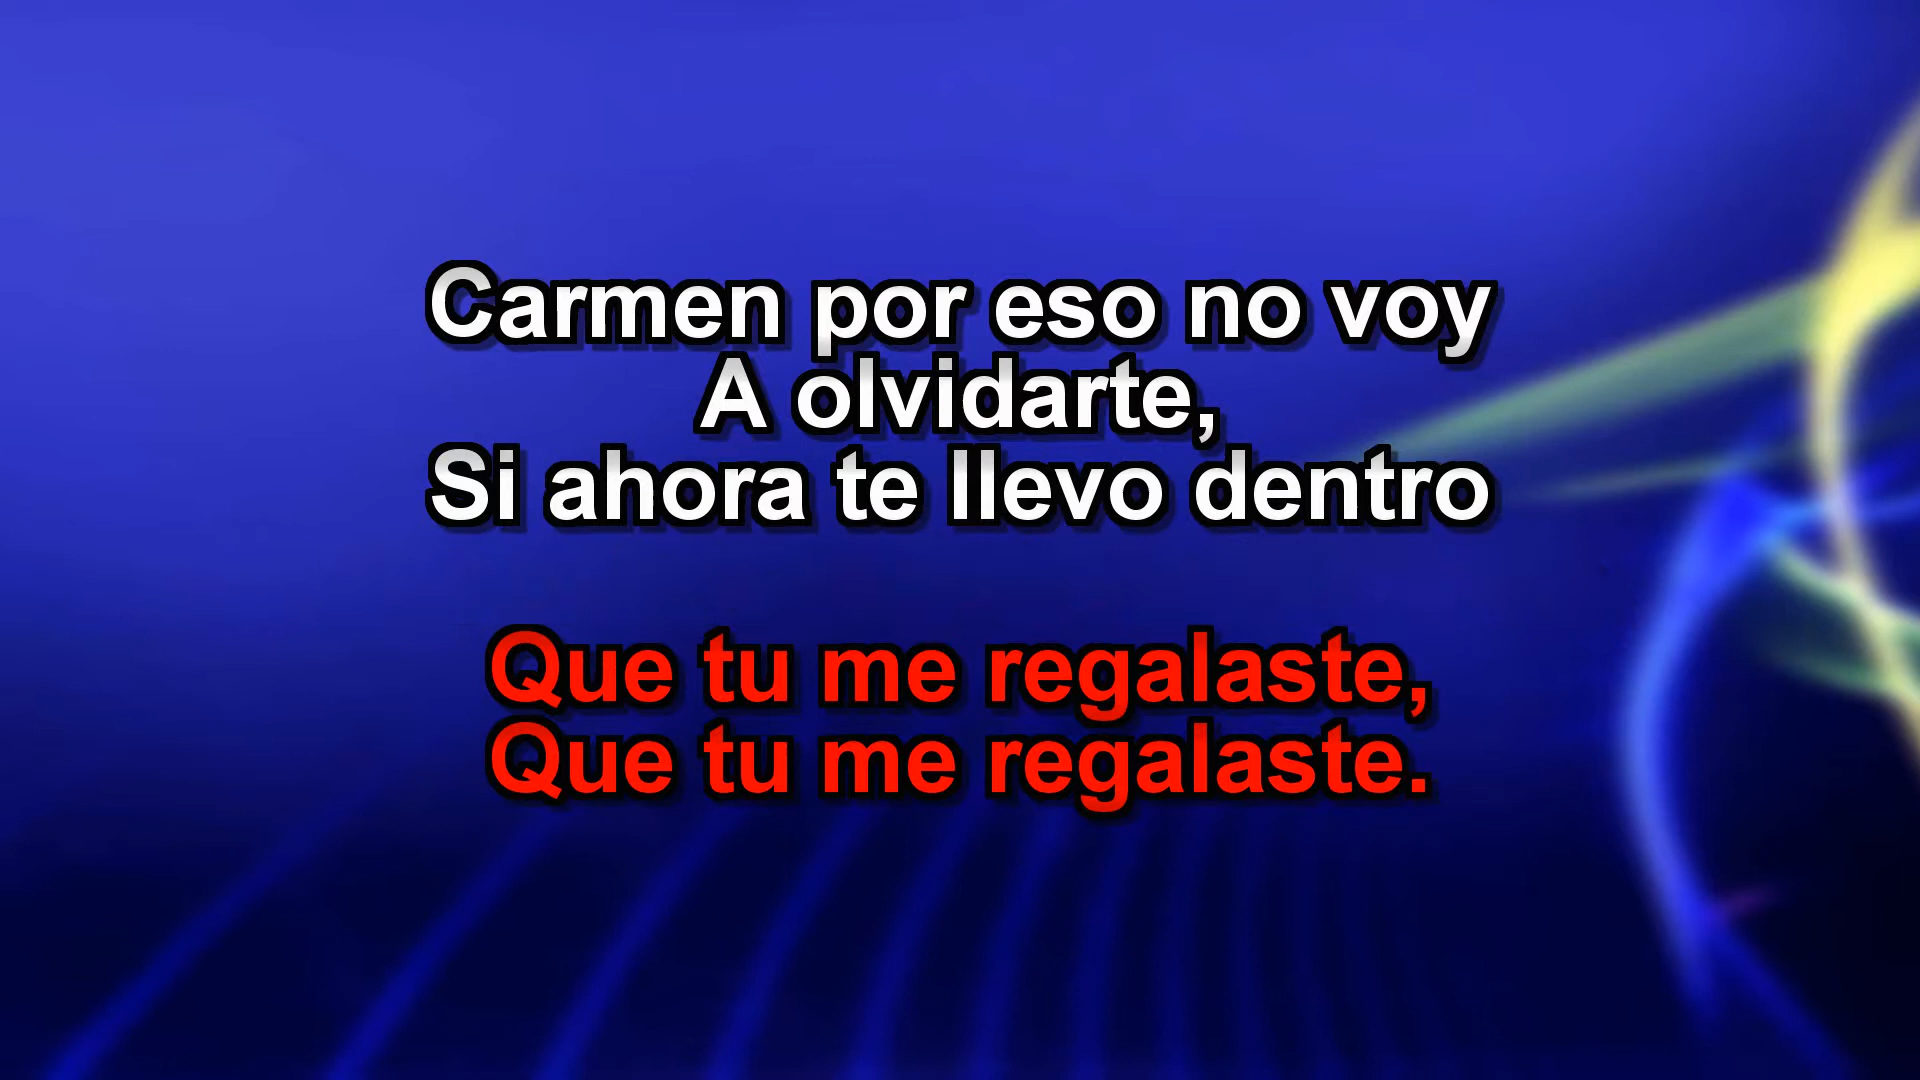 Carmen por eso no voy
A olvidarte,
Si ahora te llevo dentro
Que tu me regalaste,
Que tu me regalaste.